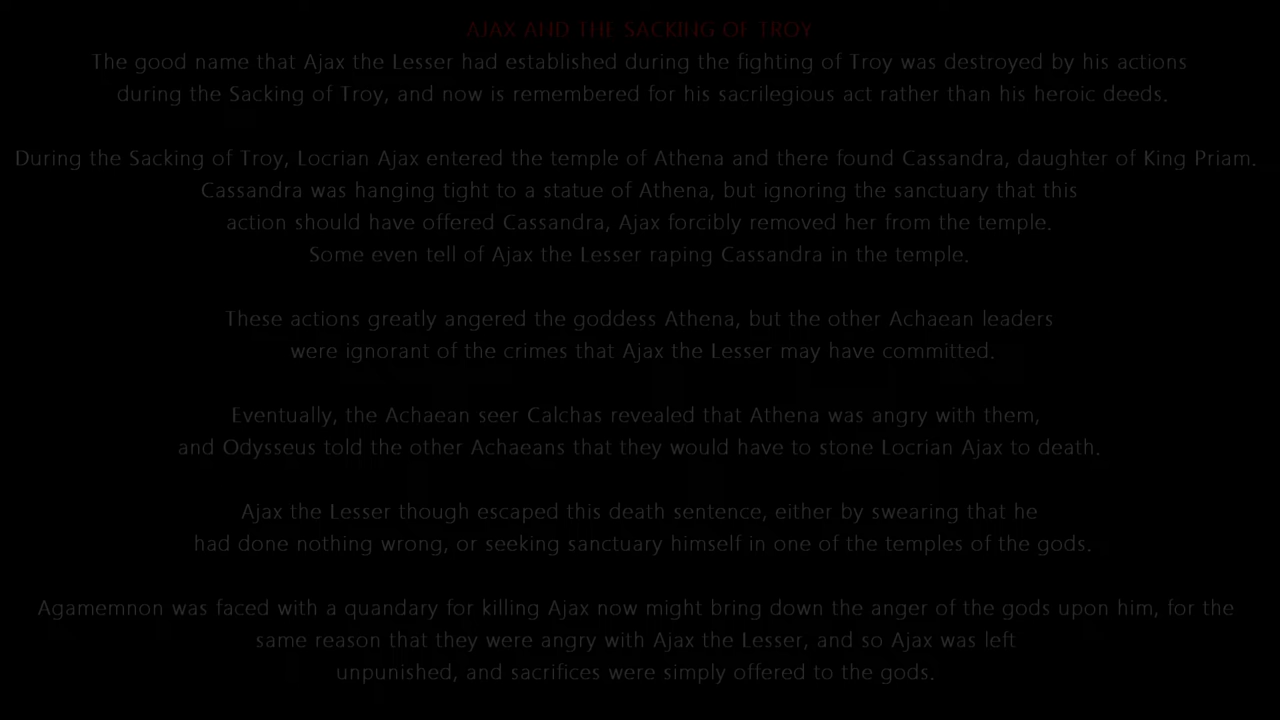 AJAX AND THE SACKING OF TROY
The good name that Ajax the Lesser had established during the fighting of Troy was destroyed by his actions
during the Sacking of Troy, and now is remembered for his sacrilegious act rather than his heroic deeds.
During the Sacking of Troy, Locrian Ajax entered the temple of Athena and there found Cassandra, daughter of King Priam.
Cassandra was hanging tight to a statue of Athena, but ignoring the sanctuary that this
action should have offered Cassandra, Ajax forcibly removed her from the temple.
Some even tell of Ajax the Lesser raping Cassandra in the temple.
These actions greatly angered the goddess Athena, but the other Achaean leaders
were ignorant of the crimes that Ajax the Lesser may have committed.
Eventually, the Achaean seer Calchas revealed that Athena was angry with them,
and Odysseus told the other Achaeans that they would have to stone Locrian Ajax to death.
Ajax the Lesser though escaped this death sentence, either by swearing that he
had done nothing wrong, or seeking sanctuary himself in one of the temples of the gods.
Agamemnon was faced with a quandary for killing Ajax now might bring down the anger of the gods upon him, for the
same reason that they were angry with Ajax the Lesser, and so Ajax was left
unpunished, and sacrifices were simply offered to the gods.